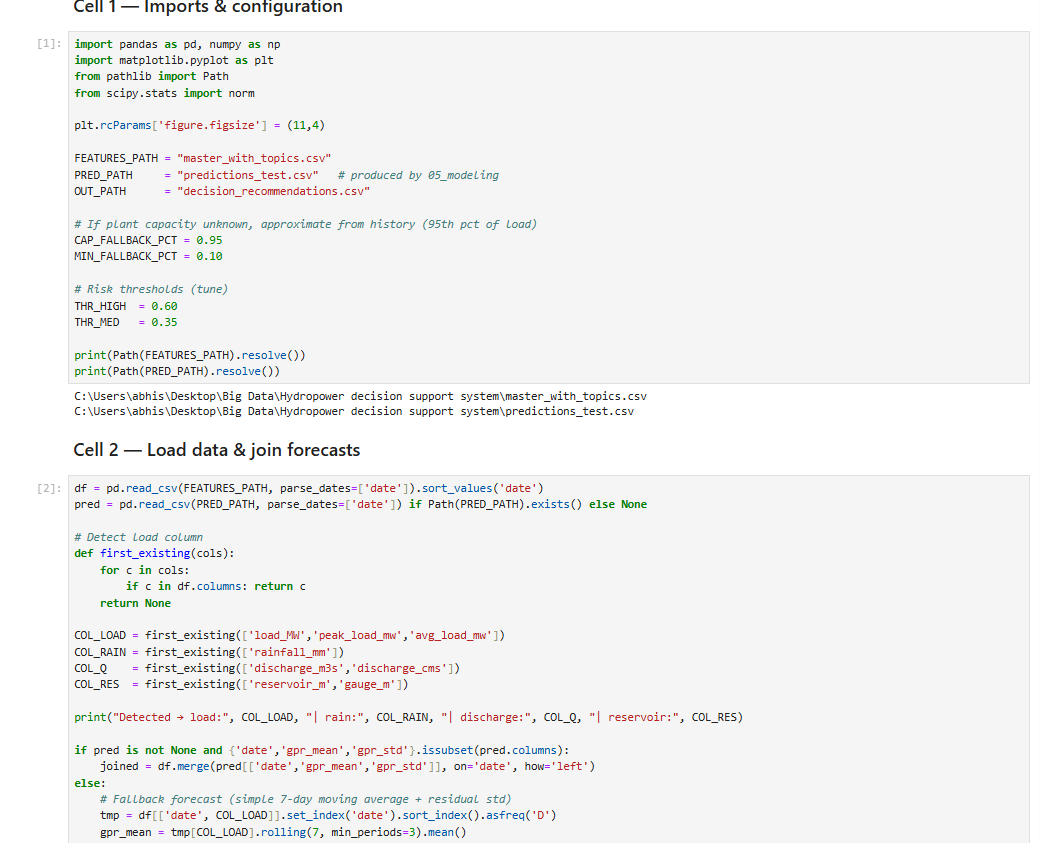 Cell 1 — Imports & configuration
[1]:
import pandas as pd, numpy as np
import matplotlib.pyplot as plt
from pathlib import Path
from scipy.stats import norm
plt.rcParams['figure.figsize'] = (11,4)
FEATURES_PATH = "master_with_topics.csv"
PRED_PATH     = "predictions_test.csv"   # produced by 05_modeling
OUT_PATH      = "decision_recommendations.csv"
# If plant capacity unknown, approximate from history (95th pct of load)
CAP_FALLBACK_PCT = 0.95
MIN_FALLBACK_PCT = 0.10
# Risk thresholds (tune)
THR_HIGH  = 0.60
THR_MED   = 0.35
print(Path(FEATURES_PATH).resolve())
print(Path(PRED_PATH).resolve())
C:\Users\abhis\Desktop\Big Data\Hydropower decision support system\master_with_topics.csv
C:\Users\abhis\Desktop\Big Data\Hydropower decision support system\predictions_test.csv
Cell 2 — Load data & join forecasts
[2]:
df = pd.read_csv(FEATURES_PATH, parse_dates=['date']).sort_values('date')
pred = pd.read_csv(PRED_PATH, parse_dates=['date']) if Path(PRED_PATH).exists() else None
# Detect load column
def first_existing(cols):
    for c in cols:
        if c in df.columns: return c
    return None
COL_LOAD = first_existing(['load_MW','peak_load_mw','avg_load_mw'])
COL_RAIN = first_existing(['rainfall_mm'])
COL_Q    = first_existing(['discharge_m3s','discharge_cms'])
COL_RES  = first_existing(['reservoir_m','gauge_m'])
print("Detected → load:", COL_LOAD, "| rain:", COL_RAIN, "| discharge:", COL_Q, "| reservoir:", COL_RES)
if pred is not None and {'date','gpr_mean','gpr_std'}.issubset(pred.columns):
    joined = df.merge(pred[['date','gpr_mean','gpr_std']], on='date', how='left')
else:
    # Fallback forecast (simple 7-day moving average + residual std)
    tmp = df[['date', COL_LOAD]].set_index('date').sort_index().asfreq('D')
    gpr_mean = tmp[COL_LOAD].rolling(7, min_periods=3).mean()